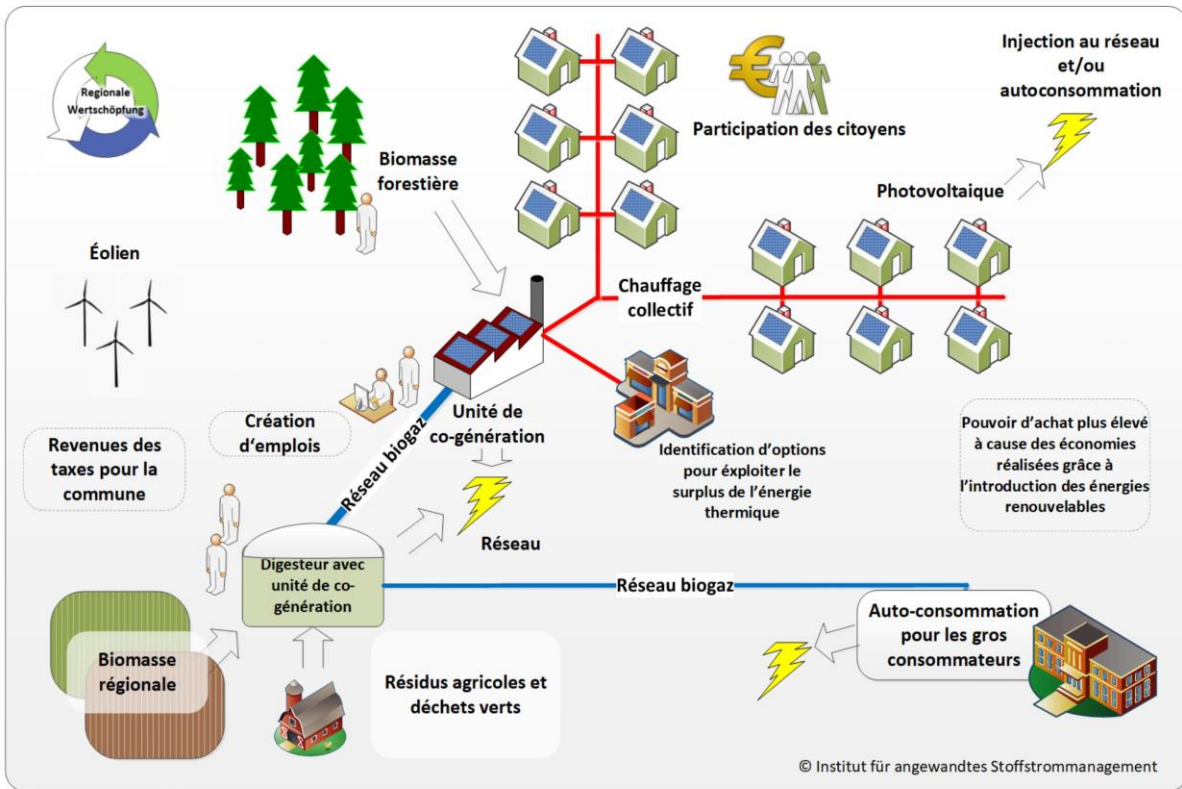 Regionale
Wertschöpfung
Biomasse
forestière
Participation des citoyens
Injection au réseau
et/ou
autoconsommation
Photovoltaique
Éolien
Chauffage
collectif
Création
d‘emplois
Revenues des
taxes pour la
commune
Unité de
co-génération
Réseau biogaz
Réseau
Identification d’options
pour éxploiter le
surplus de l’énergie
thermique
Pouvoir d’achat plus élevé
à cause des économies
réalisées grâce à
l’introduction des énergies
renouvelables
Digesteur avec
unité de co-
génération
Réseau biogaz
Auto-consommation
pour les gros
consommateurs
Biomasse
régionale
Résidus agricoles et
déchets verts
© Institut für angewandtes Stoffstrommanagement